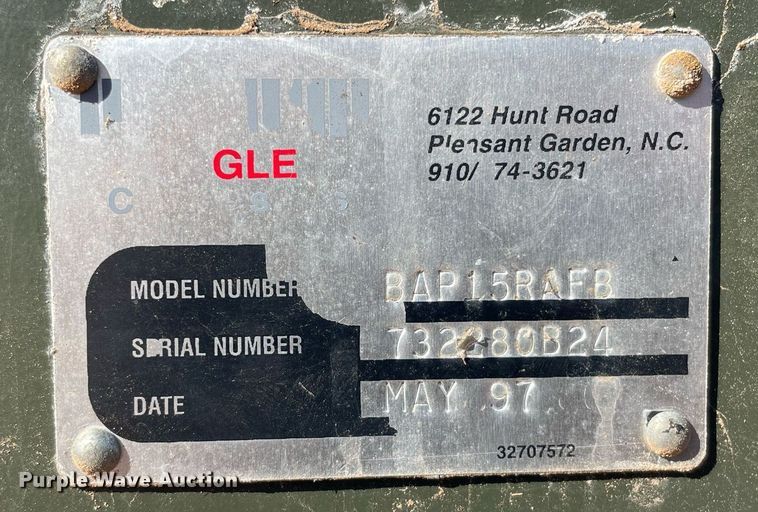 6122 Hunt Road
Pleasant Garden, N.C.
910/ 74-3621
GLE
C S
MODEL NUMBER BAP15RAFB
SERIAL NUMBER
DATE MAY 97
32707572
Purple Wave Auction®